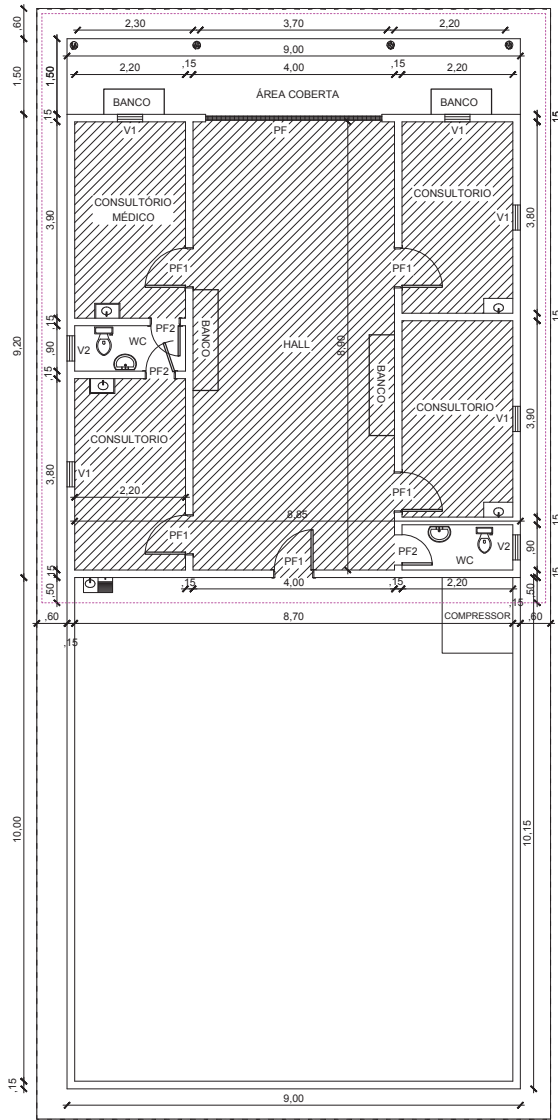 ,60
2,30
3,70
2,20
9,00
1,50
1,50
,15
,15
2,20
4,00
2,20
BANCO
ÁREA COBERTA
BANCO
,15
,15
,15
V1
PF
V1
CONSULTÓRIO
MÉDICO
CONSULTÓRIO
3,90
3,80
V1
9,20
PF1
PF1
,15
,15
BANCO
PF2
WC
V2
,90
HALL
8,90
BANCO
PF2
,15
CONSULTORIO
CONSULTORIO
V1
3,90
3,80
V1
2,20
PF1
8,85
PF1
PF1
PF2
WC
V2
,90
,15
,15
,15
,50
,15
4,00
,15
2,20
,50
,15
COMPRESSOR
,60
8,70
,60
,15
10,00
10,15
,15
9,00